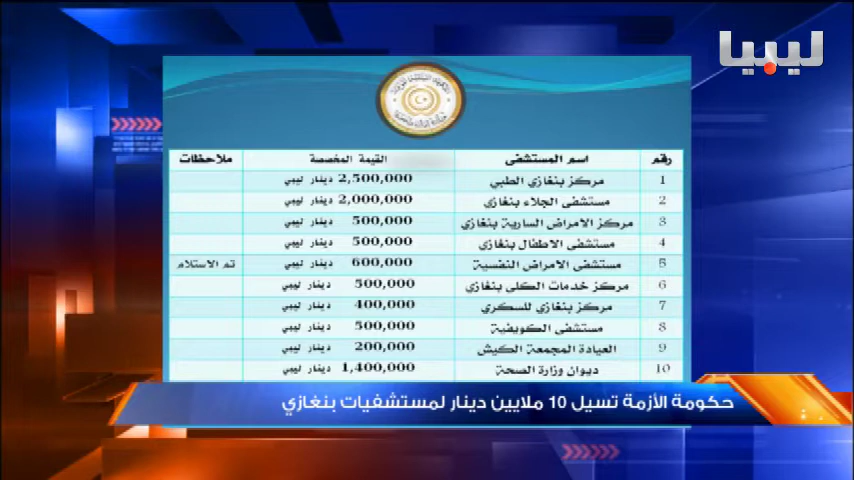 ليبيا
رقم اسم المستشفى القيمة المخصصة ملاحظات
1 مركز بنغازي الطبي 2,500,000 دينار ليبي
2 مستشفى الجلاء بنغازي 2,000,000 دينار ليبي
3 مركز الامراض السارية بنغازي 500,000 دينار ليبي
4 مستشفى الاطفال بنغازي 500,000 دينار ليبي
5 مستشفى الامراض النفسية 600,000 دينار ليبي تم الاستلام
6 مركز خدمات الكلى بنغازي 500,000 دينار ليبي
7 مركز بنغازي للسكري 400,000 دينار ليبي
8 مستشفى الكويفية 500,000 دينار ليبي
9 العيادة المجمعة الكيش 200,000 دينار ليبي
10 ديوان وزارة الصحة 1,400,000 دينار ليبي
حكومة الأزمة تسيل 10 ملايين دينار لمستشفيات بنغازي